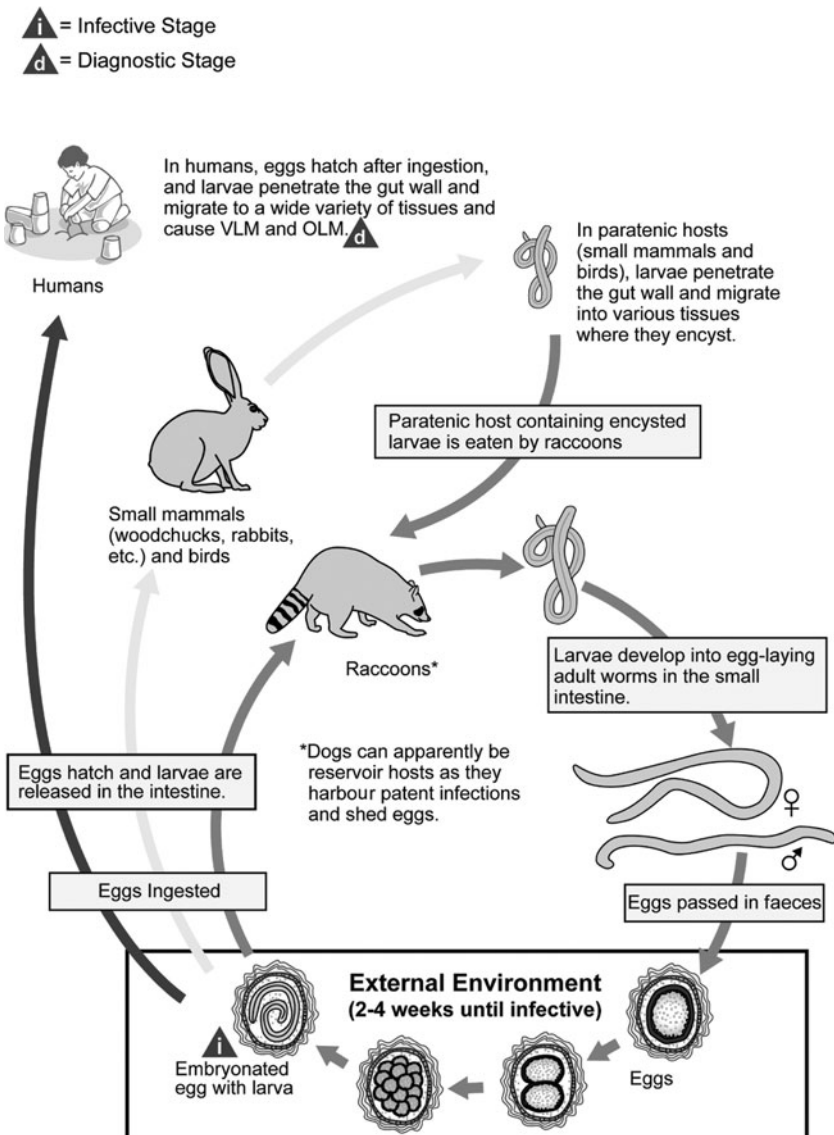 i = Infective Stage
d = Diagnostic Stage
In humans, eggs hatch after ingestion,
and larvae penetrate the gut wall and
migrate to a wide variety of tissues and
cause VLM and OLM. d
Humans
In paratenic hosts
(small mammals and
birds), larvae penetrate
the gut wall and migrate
into various tissues
where they encyst.
Paratenic host containing encysted
larvae is eaten by raccoons
Small mammals
(woodchucks, rabbits,
etc.) and birds
Raccoons*
Larvae develop into egg-laying
adult worms in the small
intestine.
*Dogs can apparently be
reservoir hosts as they
harbour patent infections
and shed eggs.
Eggs hatch and larvae are
released in the intestine.
♀
♂
Eggs Ingested
Eggs passed in faeces
External Environment
(2-4 weeks until infective)
i
Embryonated
egg with larva
Eggs